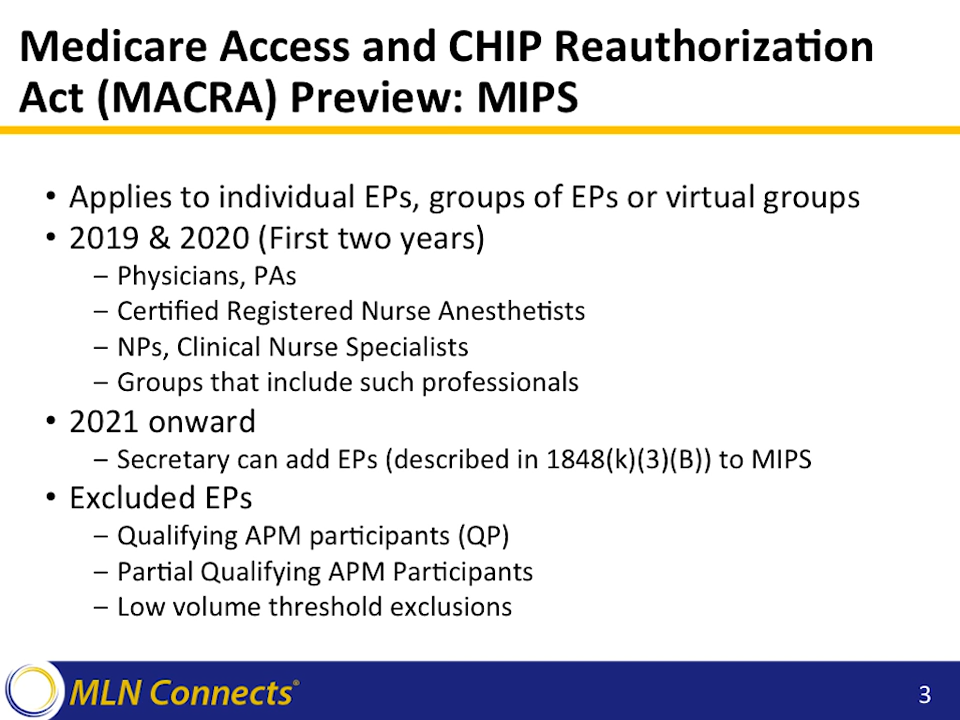 Medicare Access and CHIP Reauthorization
Act (MACRA) Preview: MIPS
• Applies to individual EPs, groups of EPs or virtual groups
• 2019 & 2020 (First two years)
– Physicians, PAs
– Certified Registered Nurse Anesthetists
– NPs, Clinical Nurse Specialists
– Groups that include such professionals
• 2021 onward
– Secretary can add EPs (described in 1848(k)(3)(B)) to MIPS
• Excluded EPs
– Qualifying APM participants (QP)
– Partial Qualifying APM Participants
– Low volume threshold exclusions
MLN Connects®
3